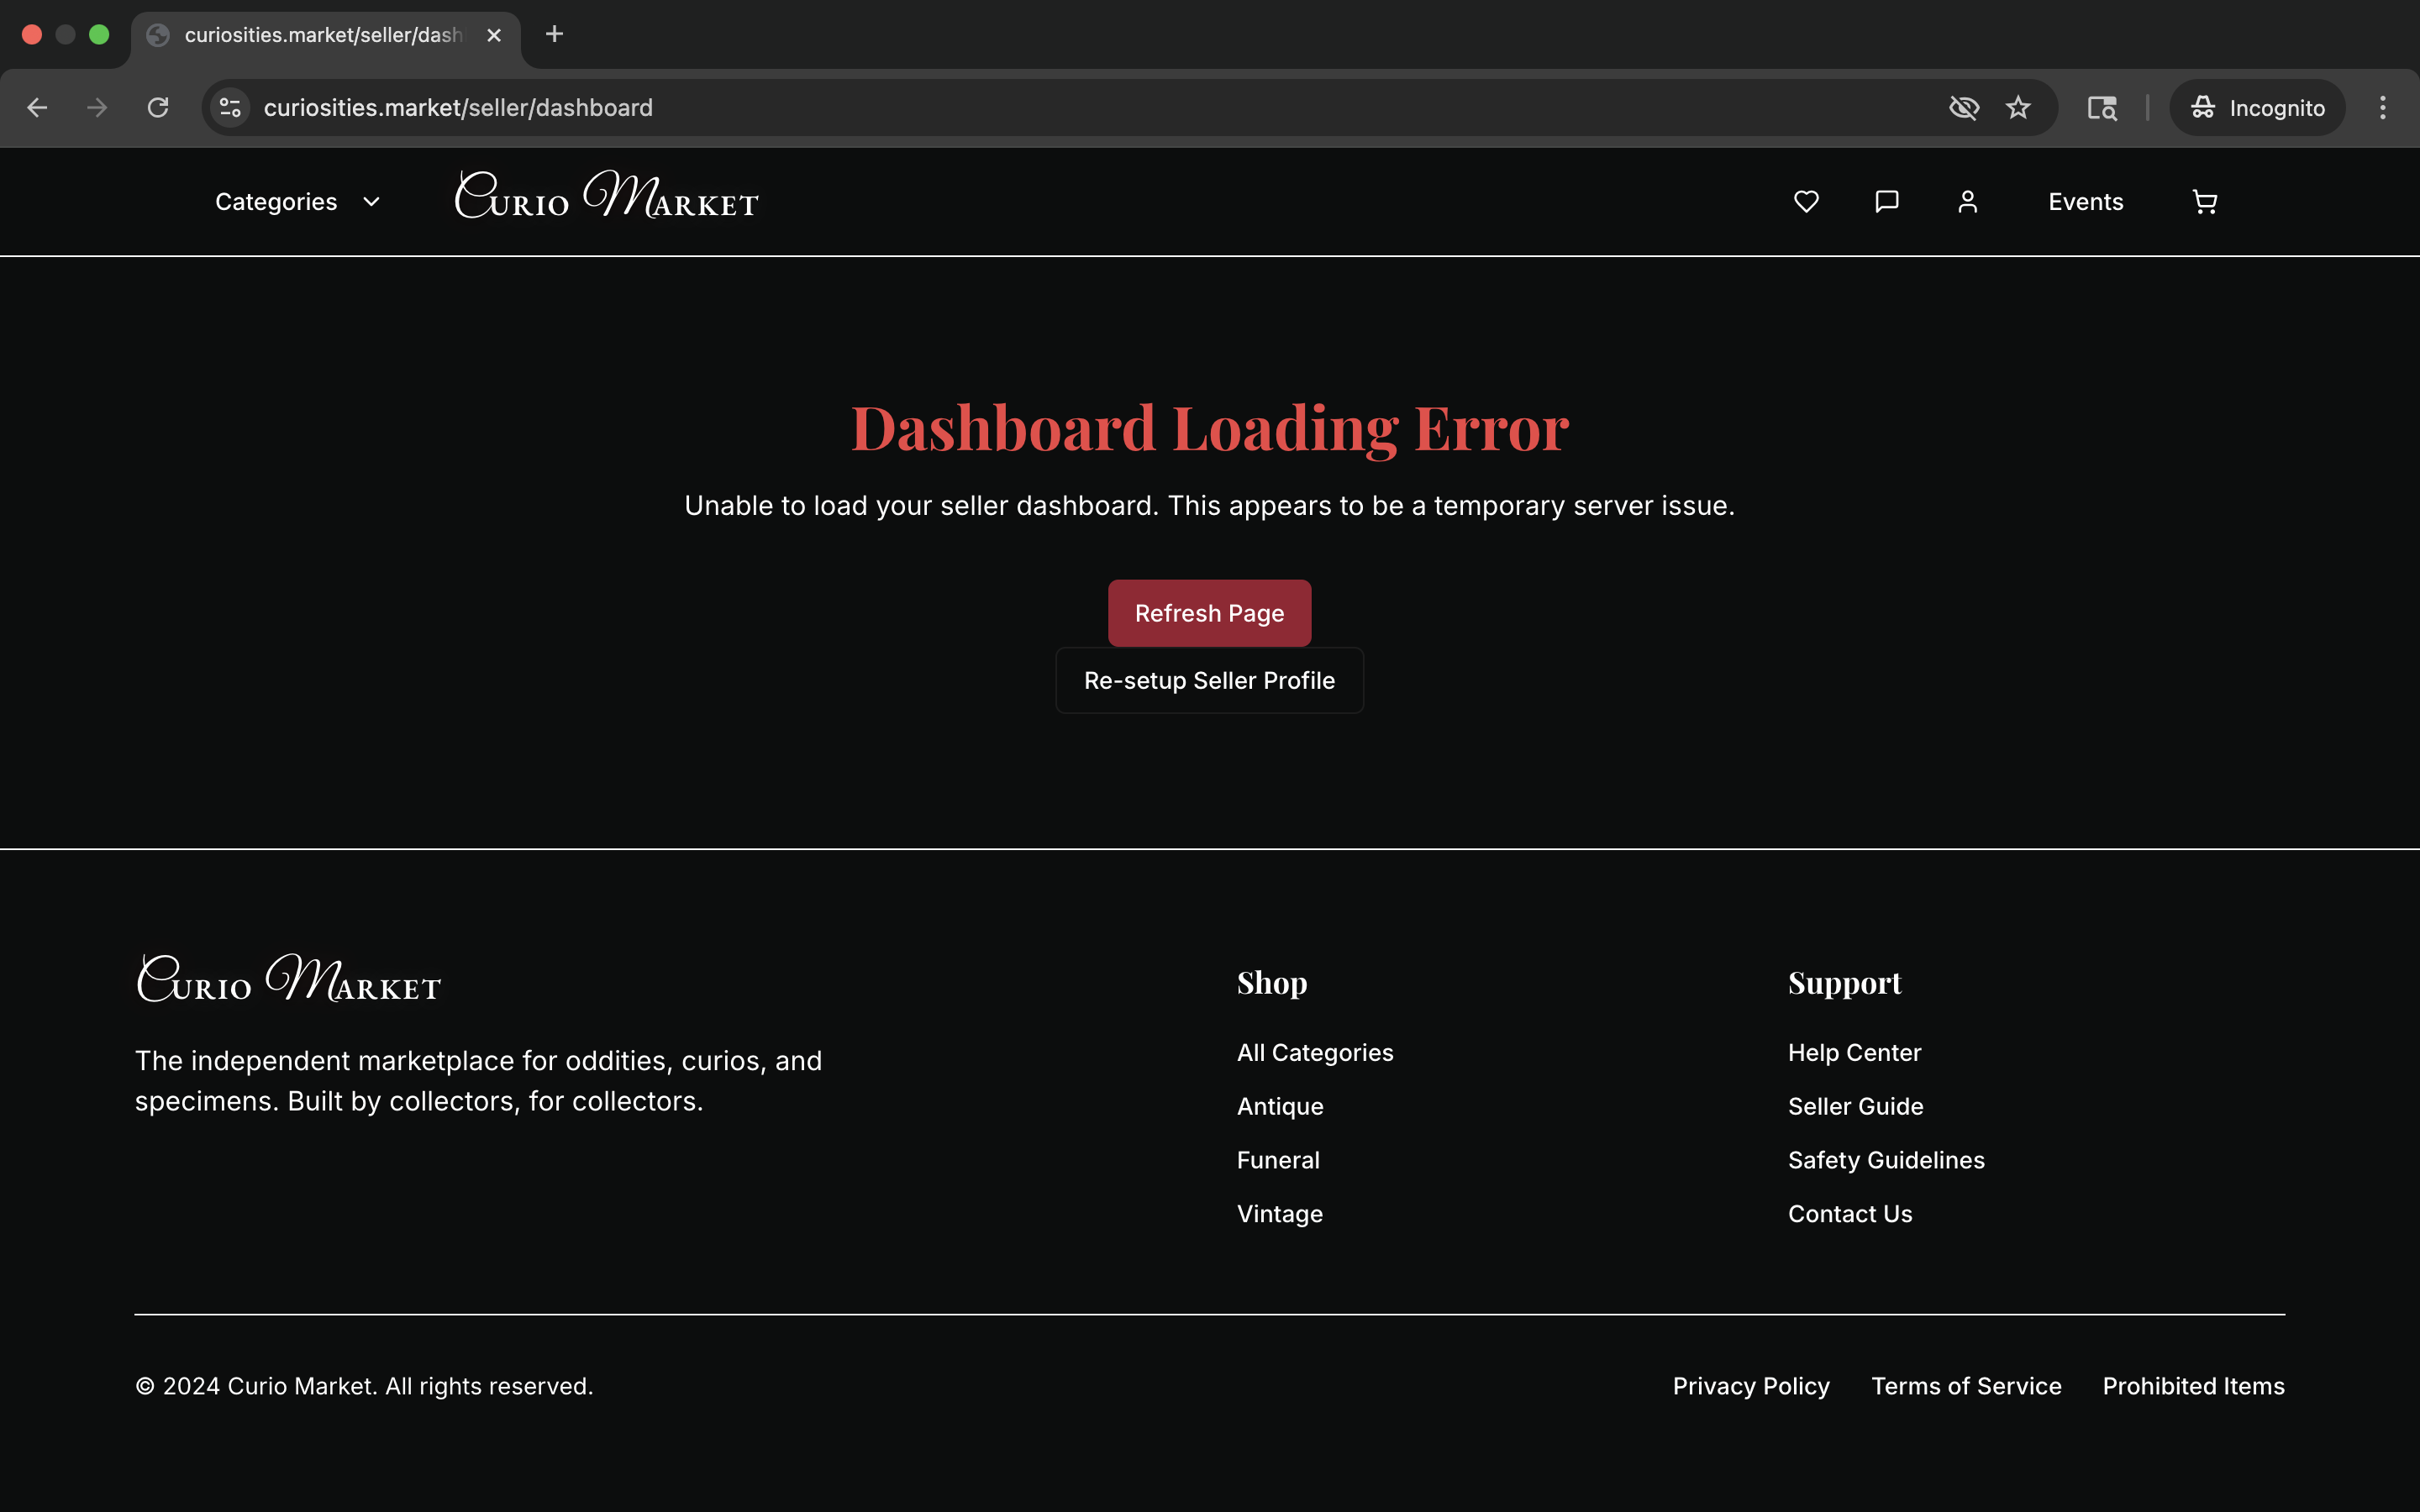 curiosities.market/seller/dash
curiosities.market/seller/dashboard
Incognito
Categories
Curio Market
Events
Dashboard Loading Error
Unable to load your seller dashboard. This appears to be a temporary server issue.
Refresh Page
Re-setup Seller Profile
Curio Market
The independent marketplace for oddities, curios, and
specimens. Built by collectors, for collectors.
Shop
All Categories
Antique
Funeral
Vintage
Support
Help Center
Seller Guide
Safety Guidelines
Contact Us
© 2024 Curio Market. All rights reserved.
Privacy Policy
Terms of Service
Prohibited Items